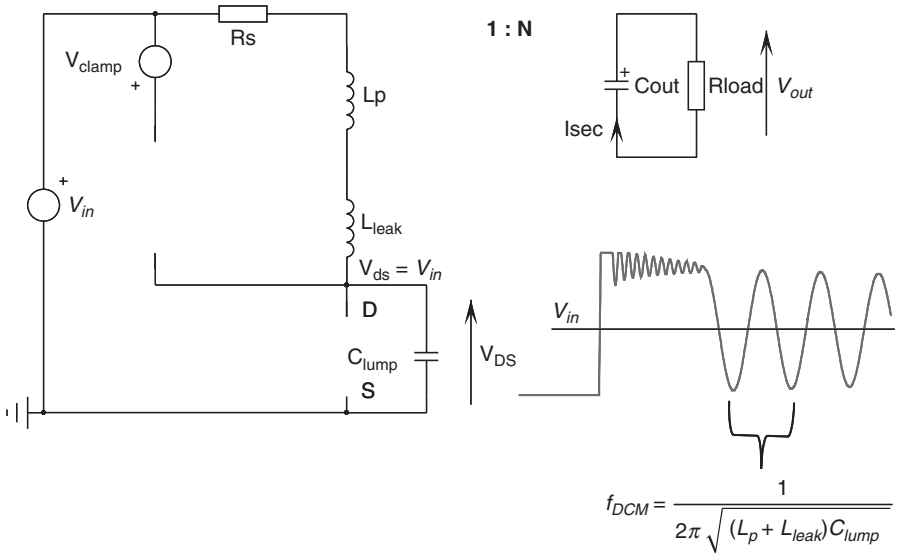 Rs
1 : N
V_clamp
+
Lp
+
Cout
Rload
V_out
Isec
+
V_in
L_leak
V_ds = V_in
D
C_lump
S
V_DS
V_in
f_DCM = 1 / (2π √((L_p + L_leak)C_lump))